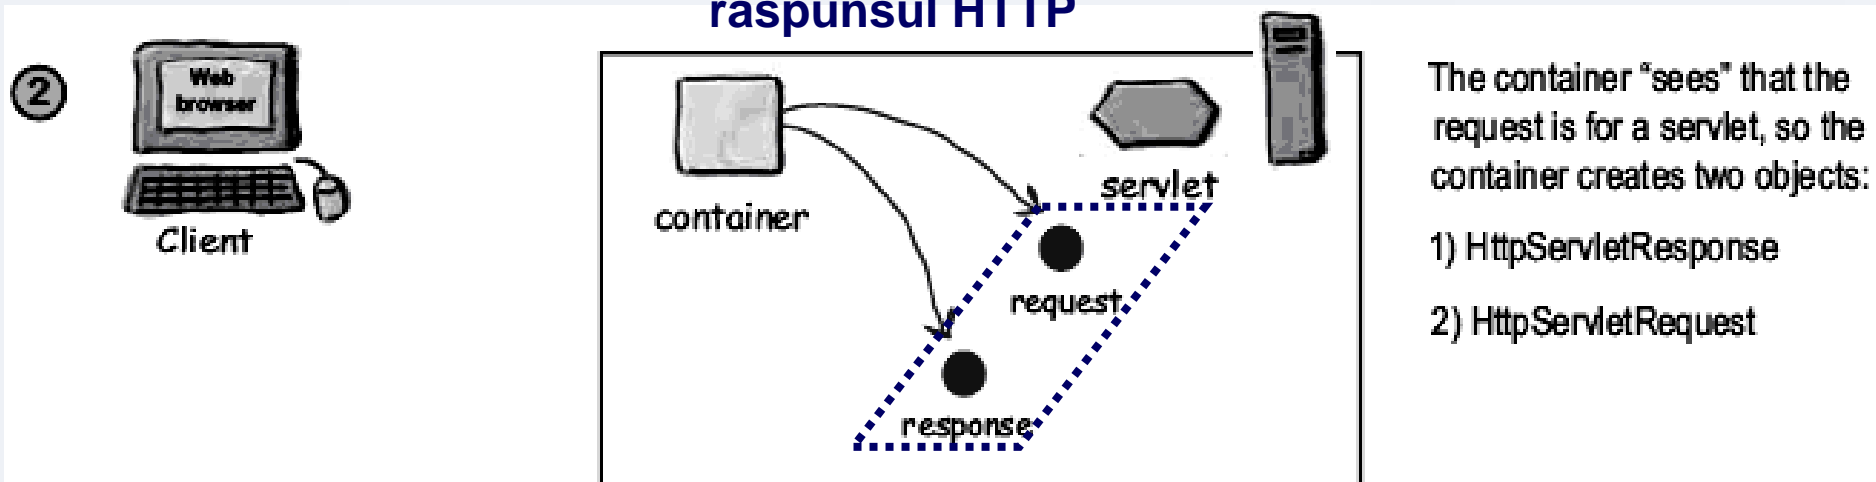 raspunsul HTTP
2
Web
browser
Client
container
servlet
request
response
The container “sees” that the
request is for a servlet, so the
container creates two objects:
1) HttpServletResponse
2) HttpServletRequest